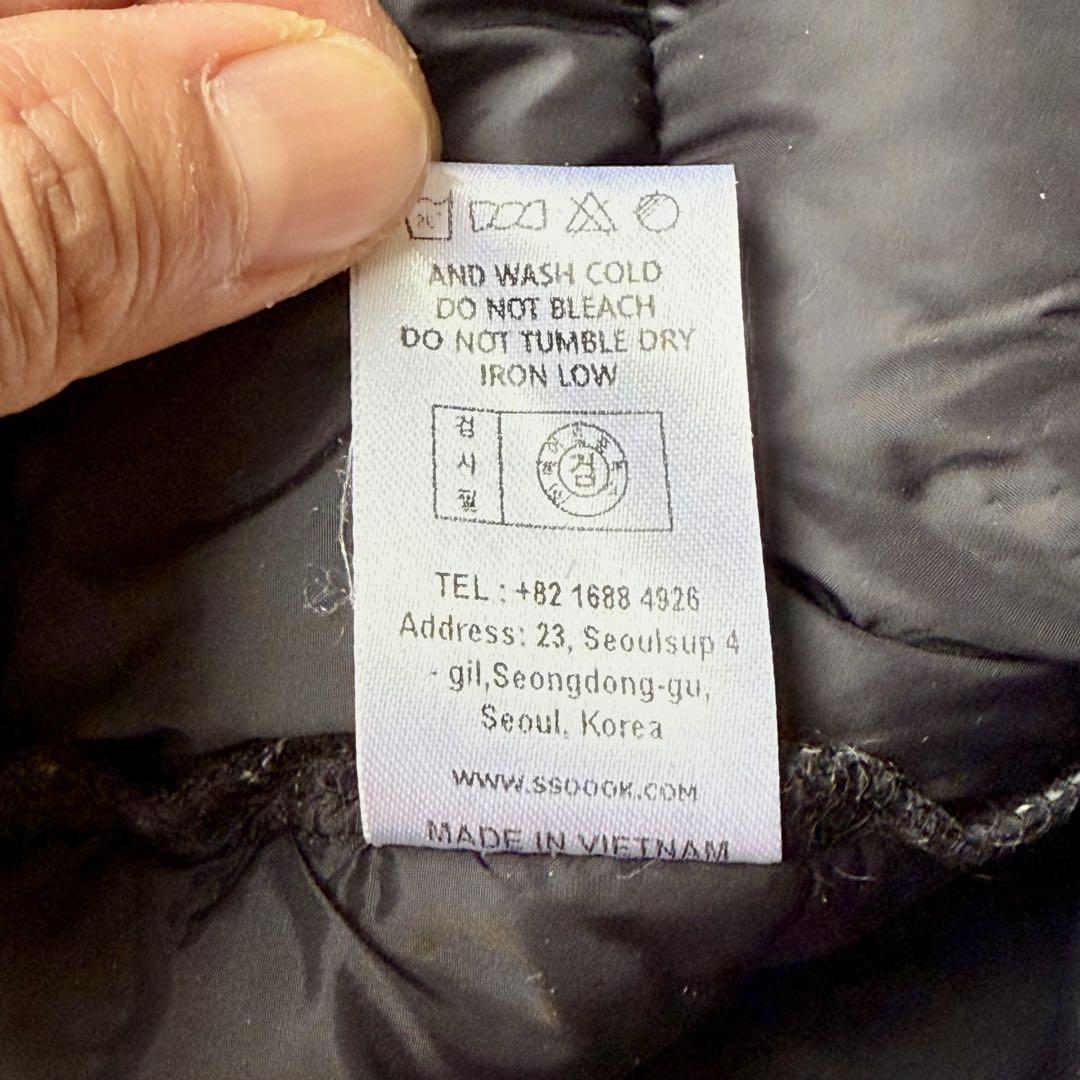 AND WASH COLD
DO NOT BLEACH
DO NOT TUMBLE DRY
IRON LOW
검
사
필
검
TEL : +82 1688 4926
Address: 23, Seoulsup 4
- gil,Seongdong-gu,
Seoul, Korea
WWW.SSOOOK.COM
MADE IN VIETNAM